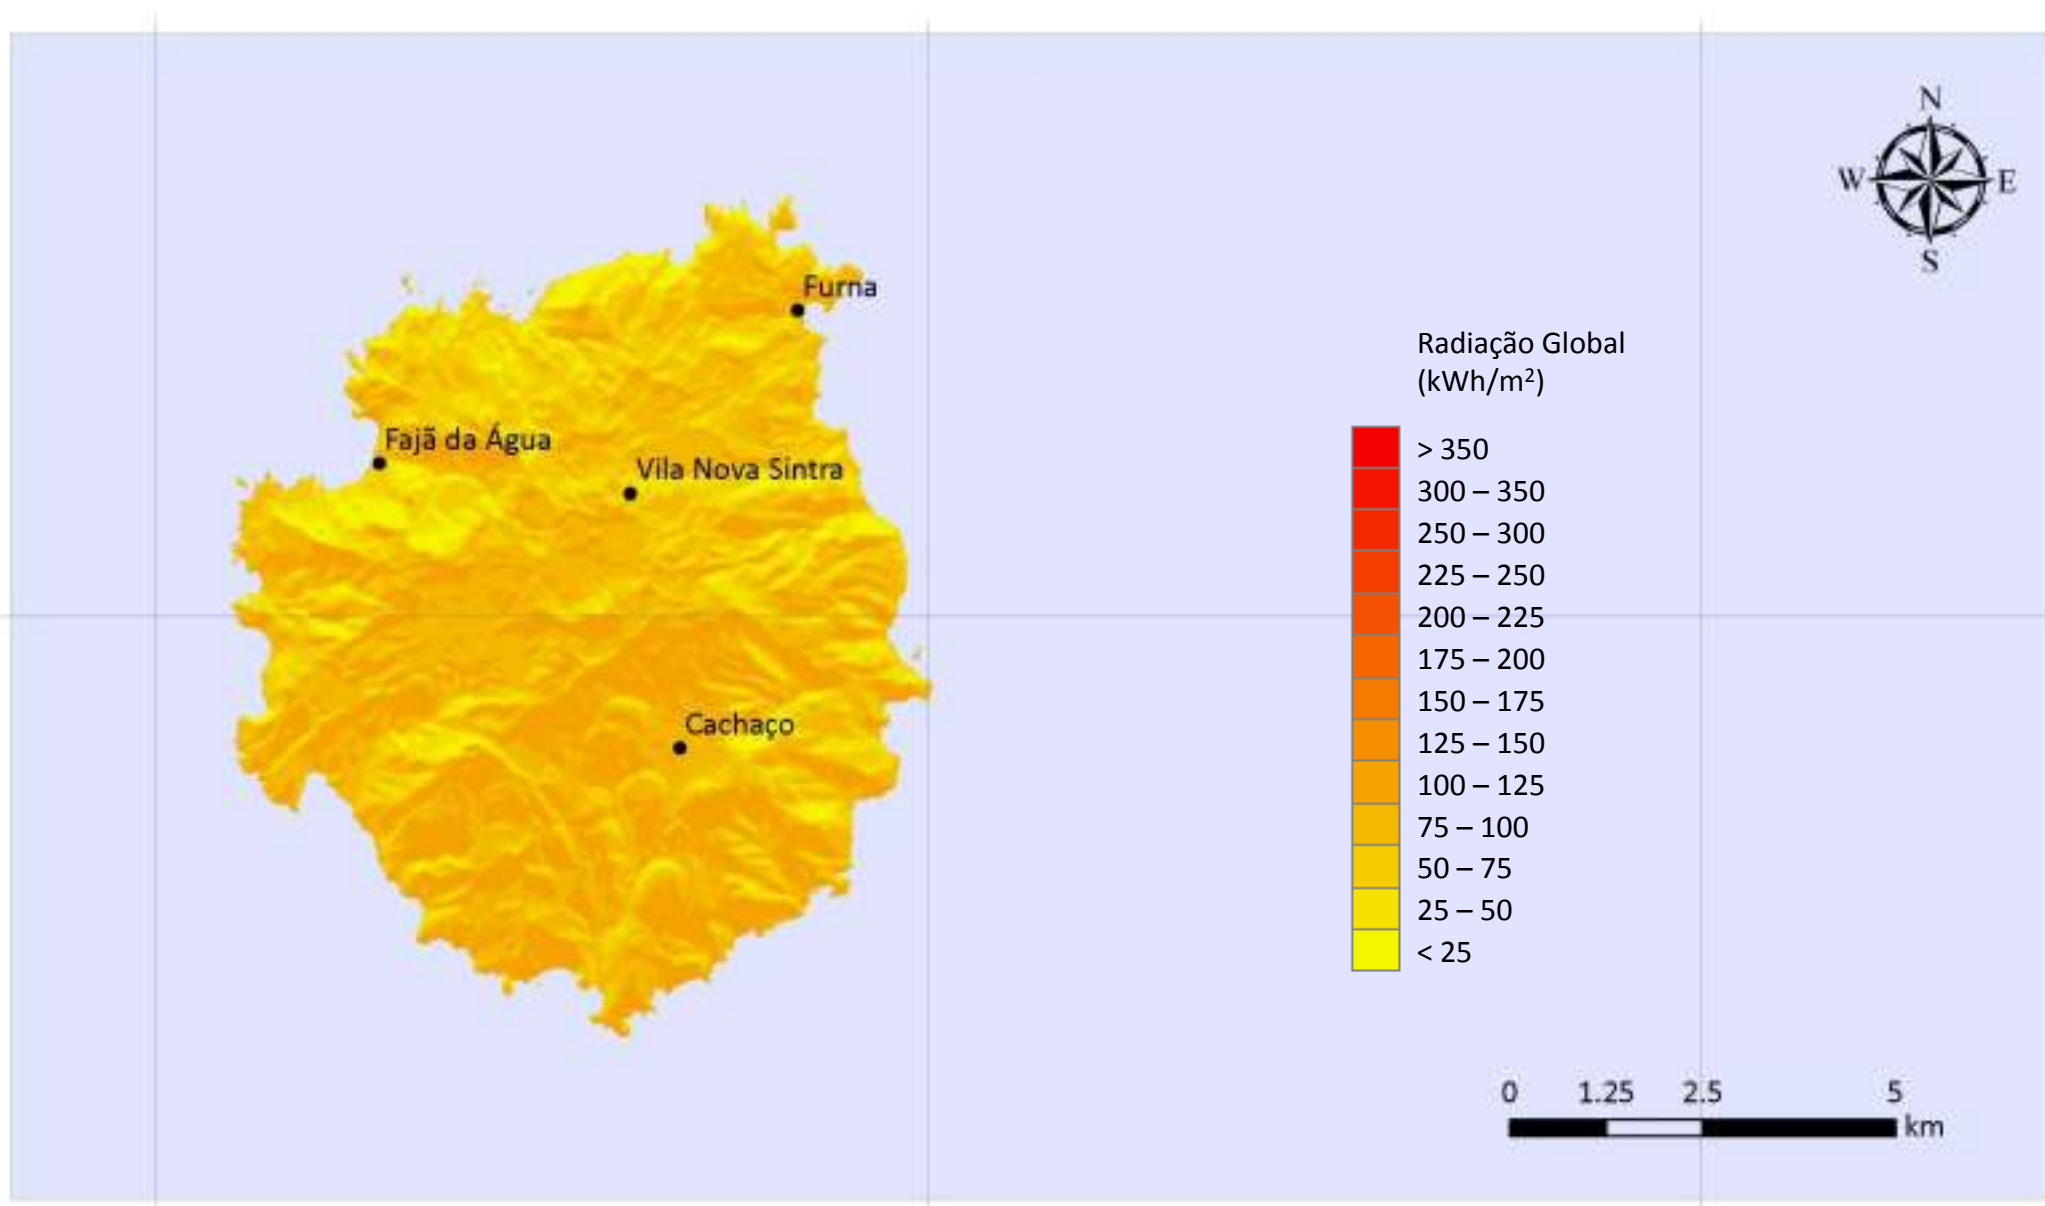 N
W
E
S
Furna
Fajã da Água
Vila Nova Sintra
Cachaço
Radiação Global
(kWh/m²)
> 350
300 – 350
250 – 300
225 – 250
200 – 225
175 – 200
150 – 175
125 – 150
100 – 125
75 – 100
50 – 75
25 – 50
< 25
0 1.25 2.5 5
km